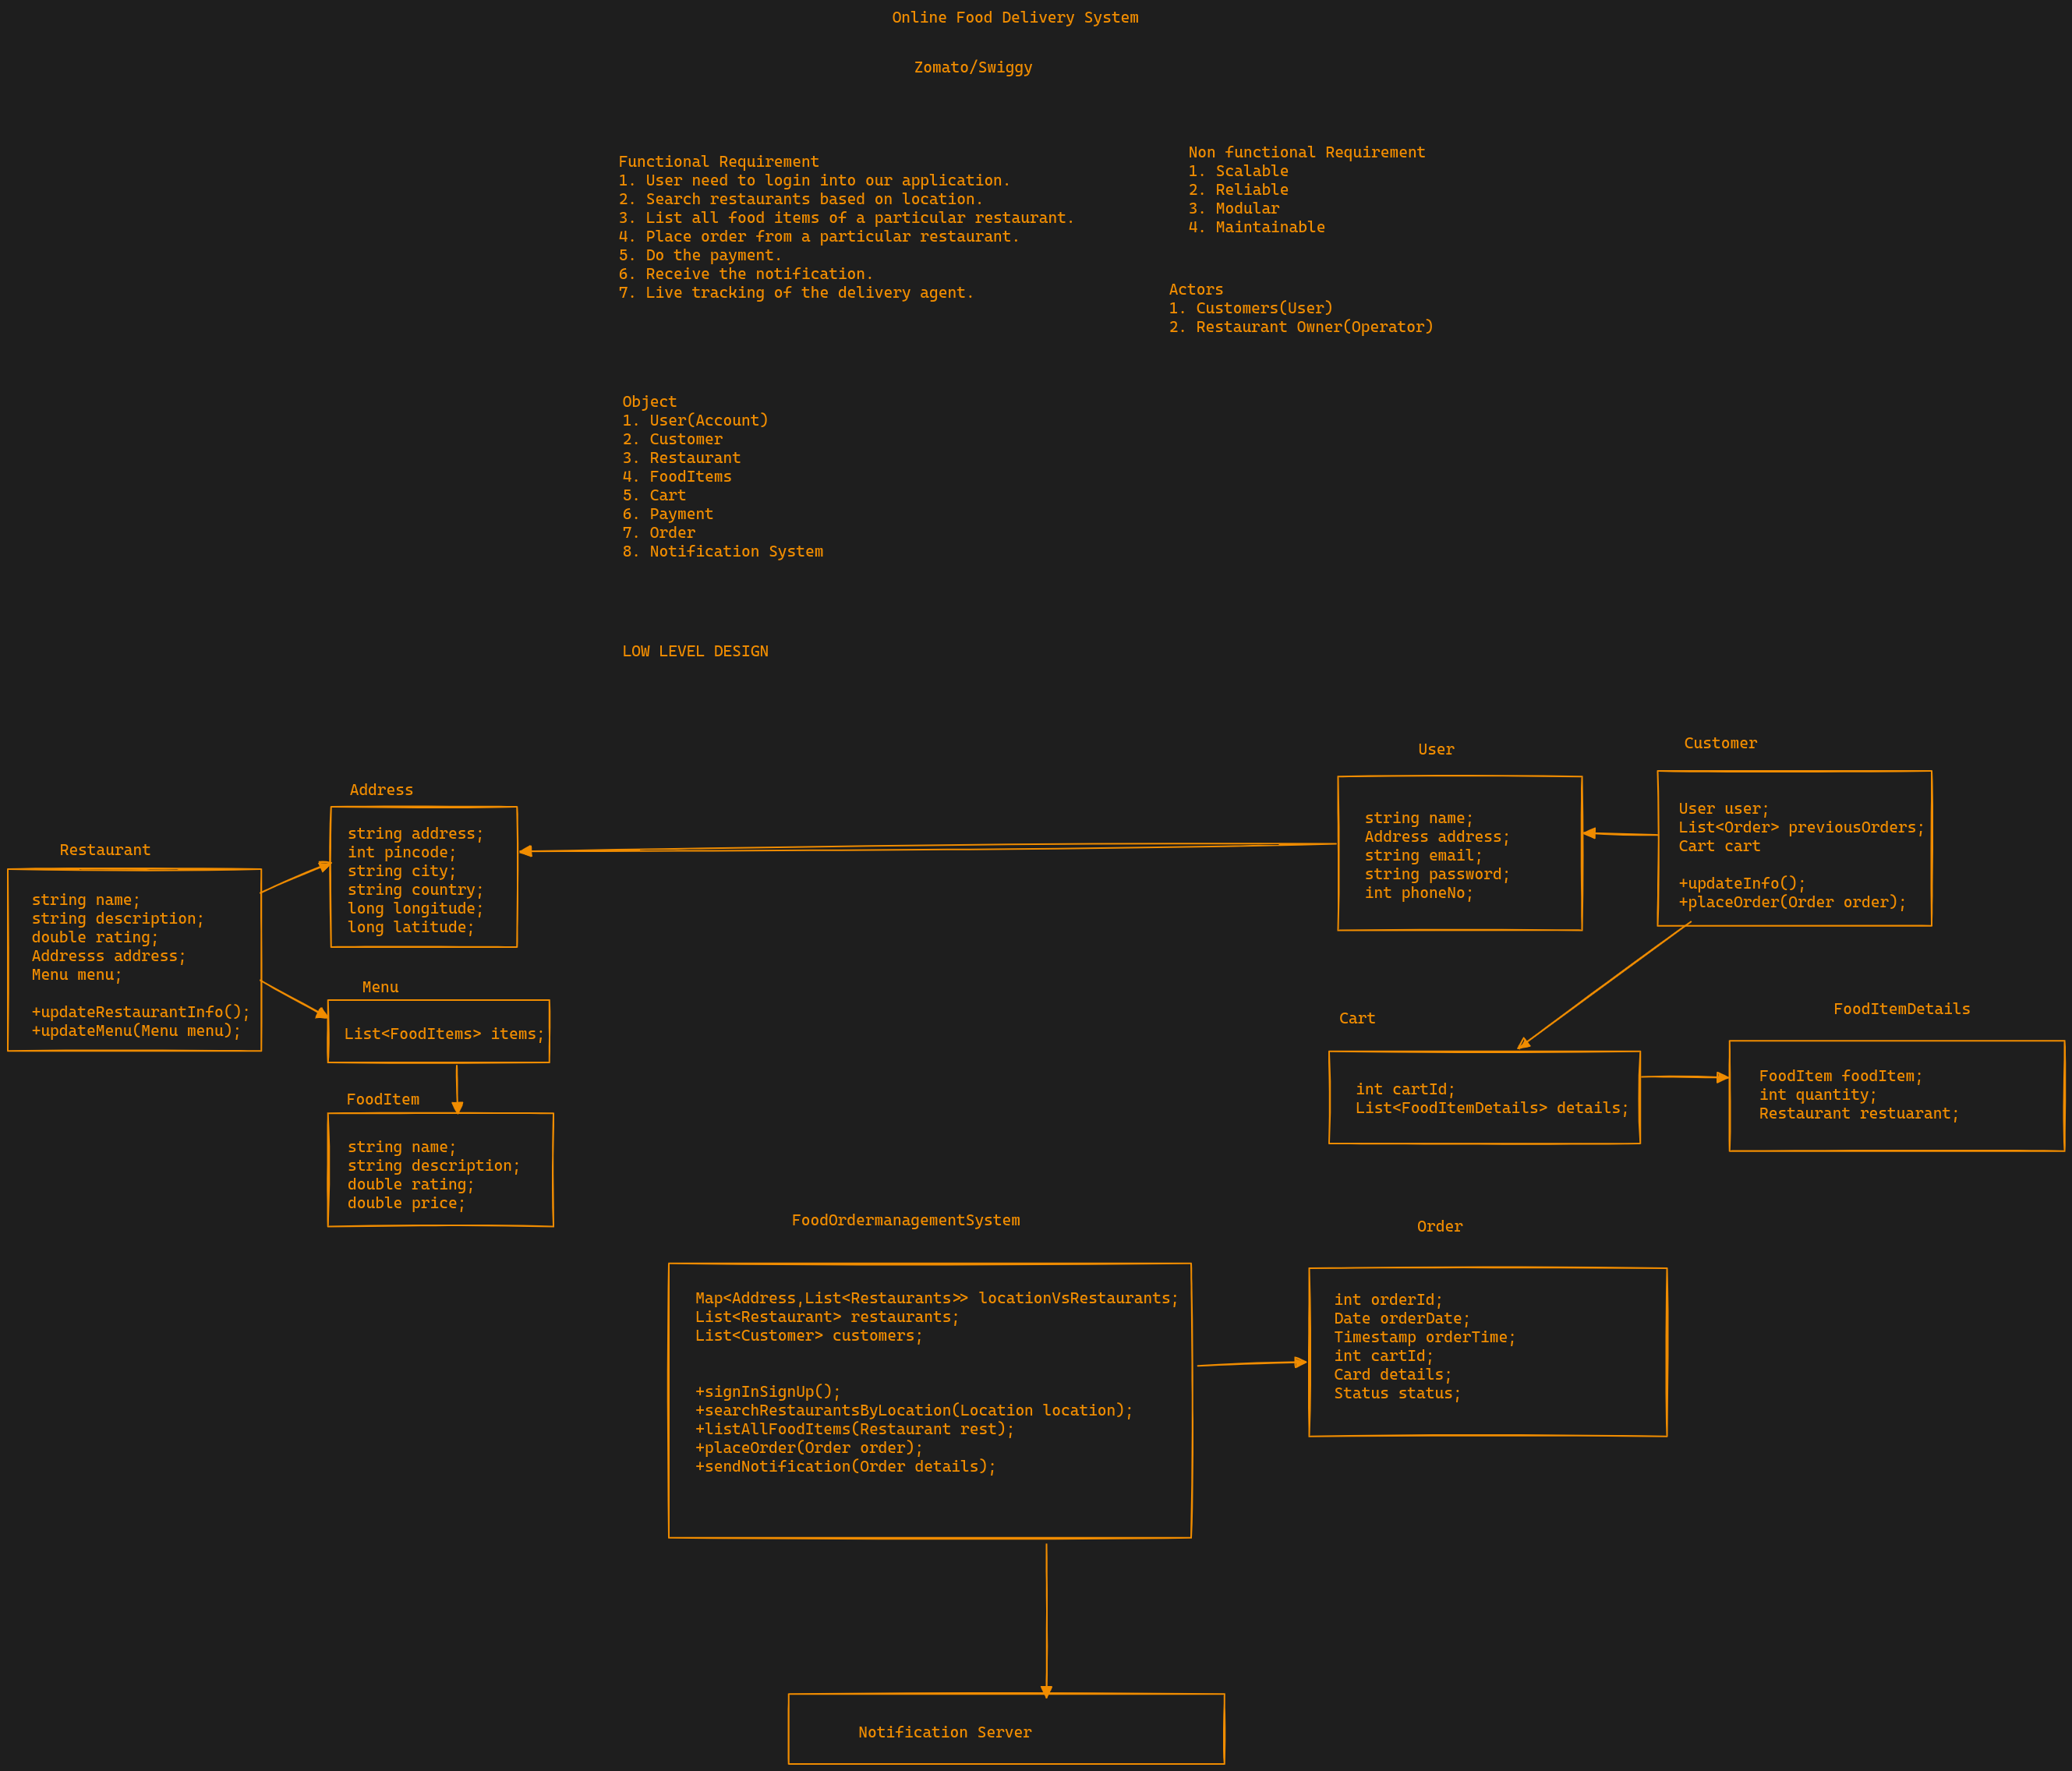 Online Food Delivery System
Zomato/Swiggy
Functional Requirement
1. User need to login into our application.
2. Search restaurants based on location.
3. List all food items of a particular restaurant.
4. Place order from a particular restaurant.
5. Do the payment.
6. Receive the notification.
7. Live tracking of the delivery agent.
Non functional Requirement
1. Scalable
2. Reliable
3. Modular
4. Maintainable
Actors
1. Customers(User)
2. Restaurant Owner(Operator)
Object
1. User(Account)
2. Customer
3. Restaurant
4. FoodItems
5. Cart
6. Payment
7. Order
8. Notification System
LOW LEVEL DESIGN
Restaurant
string name;
string description;
double rating;
Addresss address;
Menu menu;
+updateRestaurantInfo();
+updateMenu(Menu menu);
Address
string address;
int pincode;
string city;
string country;
long longitude;
long latitude;
Menu
List<FoodItems> items;
FoodItem
string name;
string description;
double rating;
double price;
User
string name;
Address address;
string email;
string password;
int phoneNo;
Customer
User user;
List<Order> previousOrders;
Cart cart
+updateInfo();
+placeOrder(Order order);
Cart
int cartId;
List<FoodItemDetails> details;
FoodItemDetails
FoodItem foodItem;
int quantity;
Restaurant restuarant;
FoodOrdermanagementSystem
Map<Address,List<Restaurants>> locationVsRestaurants;
List<Restaurant> restaurants;
List<Customer> customers;
+signInSignUp();
+searchRestaurantsByLocation(Location location);
+listAllFoodItems(Restaurant rest);
+placeOrder(Order order);
+sendNotification(Order details);
Order
int orderId;
Date orderDate;
Timestamp orderTime;
int cartId;
Card details;
Status status;
Notification Server